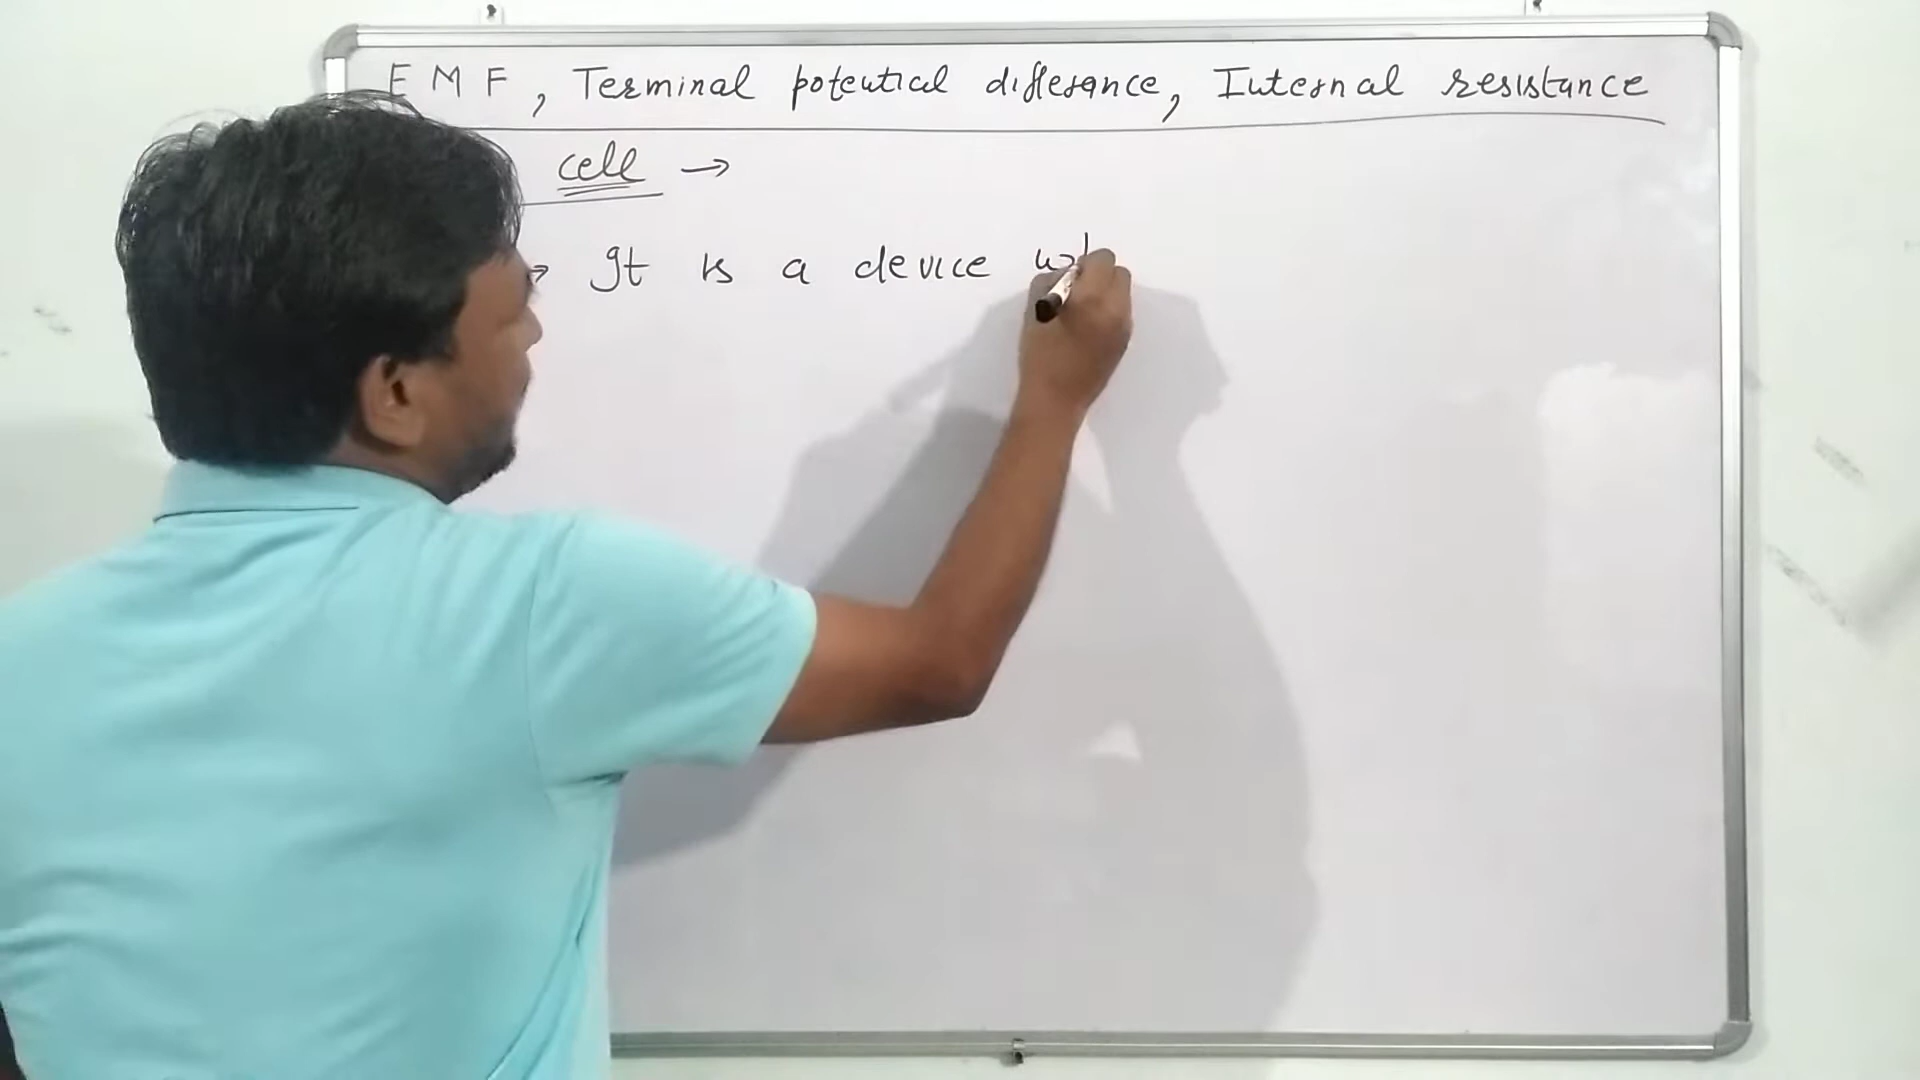 EMF, Terminal potential difference, Internal resistance
cell →
→ It is a device